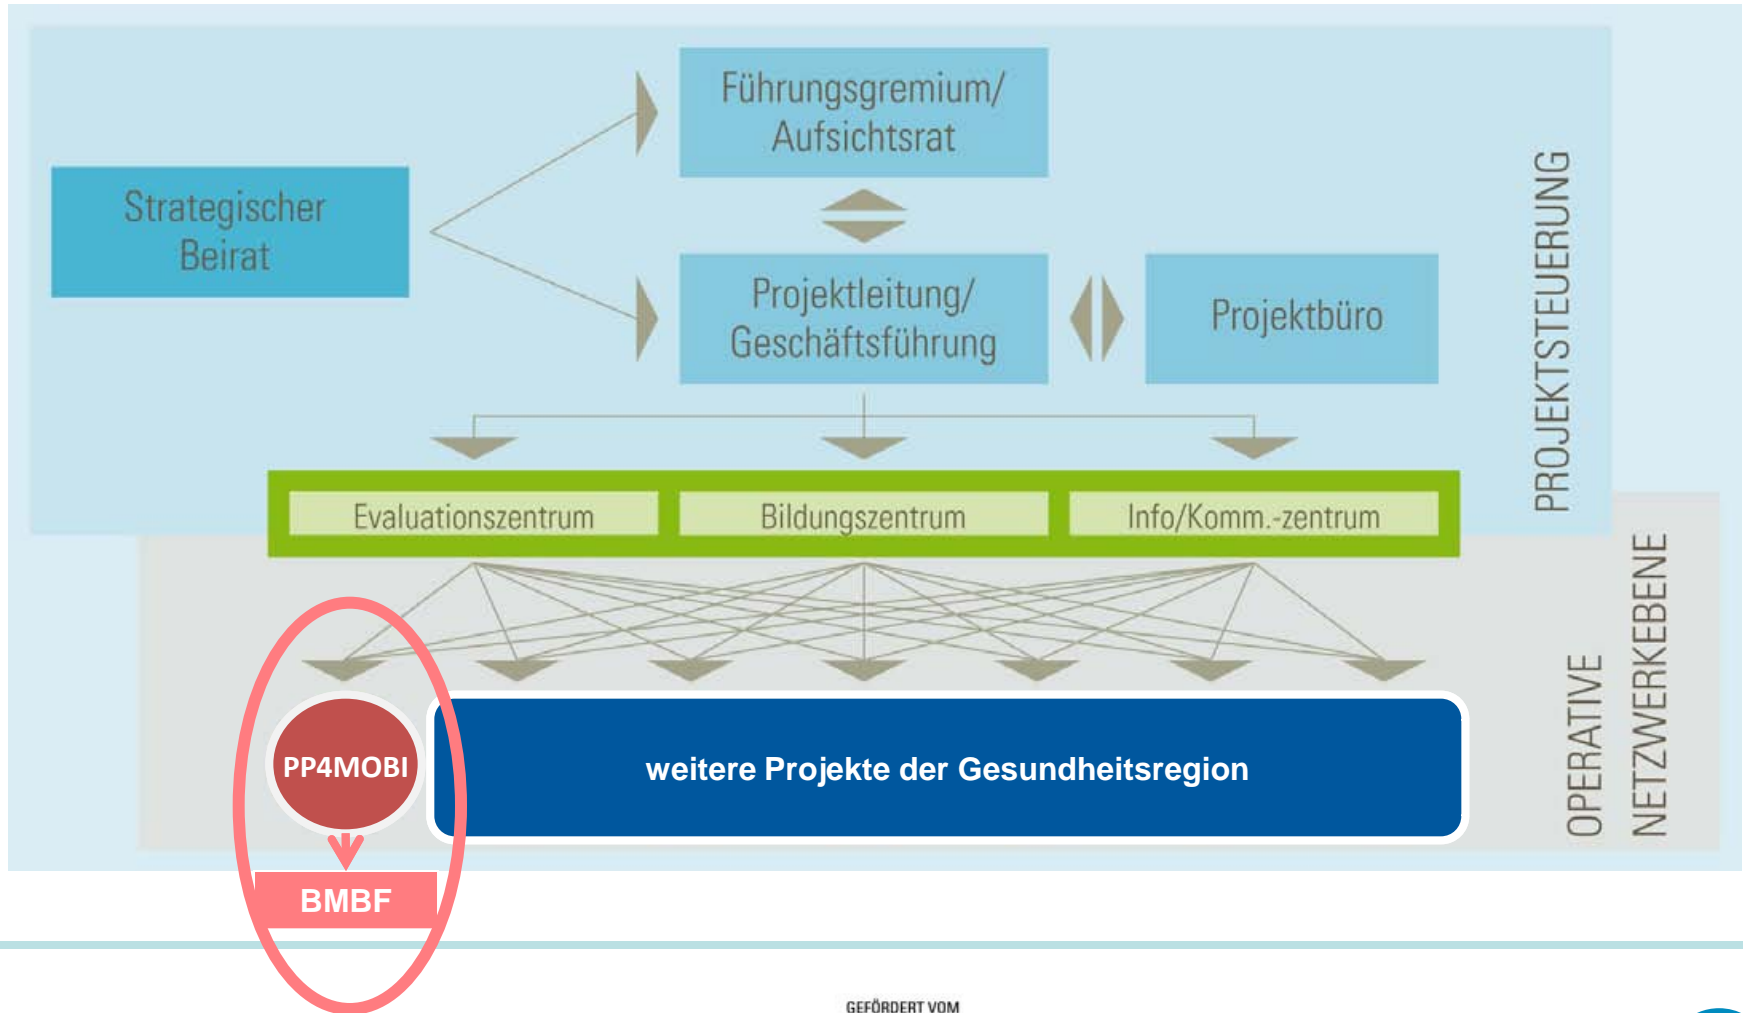 Führungsgremium/
Aufsichtsrat
Strategischer
Beirat
Projektleitung/
Geschäftsführung
Projektbüro
PROJEKTSTEUERUNG
Evaluationszentrum
Bildungszentrum
Info/Komm.-zentrum
OPERATIVE
NETZWERKEBENE
PP4MOBI
weitere Projekte der Gesundheitsregion
BMBF
GEFÖRDERT VOM